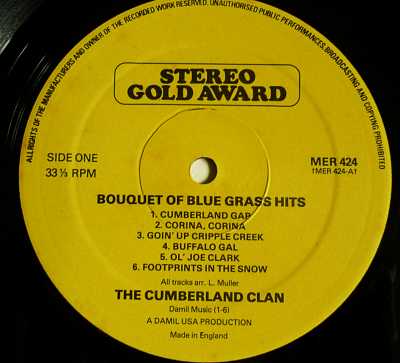 ALL RIGHTS OF THE MANUFACTURERS AND OWNER OF THE RECORDED WORK RESERVED. UNAUTHORISED PUBLIC PERFORMANCES, BROADCASTING AND COPYING PROHIBITED
STEREO
GOLD AWARD
SIDE ONE
33 ⅓ RPM
MER 424
1MER 424-A1
BOUQUET OF BLUE GRASS HITS
1. CUMBERLAND GAP
2. CORINA, CORINA
3. GOIN' UP CRIPPLE CREEK
4. BUFFALO GAL
5. OL' JOE CLARK
6. FOOTPRINTS IN THE SNOW
All tracks arr. L. Muller
THE CUMBERLAND CLAN
Damil Music (1-6)
A DAMIL USA PRODUCTION
Made in England